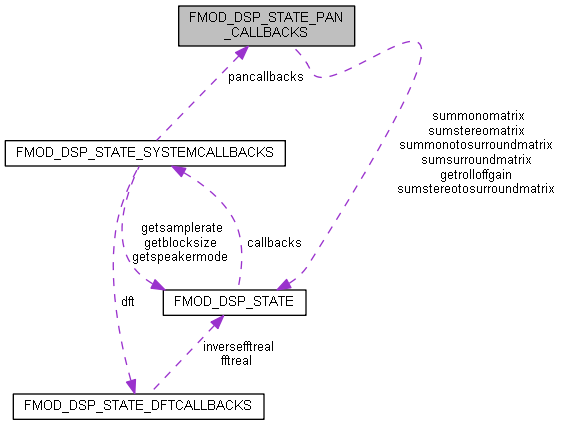 FMOD_DSP_STATE_PAN
_CALLBACKS
pancallbacks
summonomatrix
sumstereomatrix
summonotosurroundmatrix
sumsurroundmatrix
getrolloffgain
sumstereotosurroundmatrix
FMOD_DSP_STATE_SYSTEMCALLBACKS
getsamplerate
getblocksize
getspeakermode
callbacks
dft
FMOD_DSP_STATE
inversefftreal
fftreal
FMOD_DSP_STATE_DFTCALLBACKS